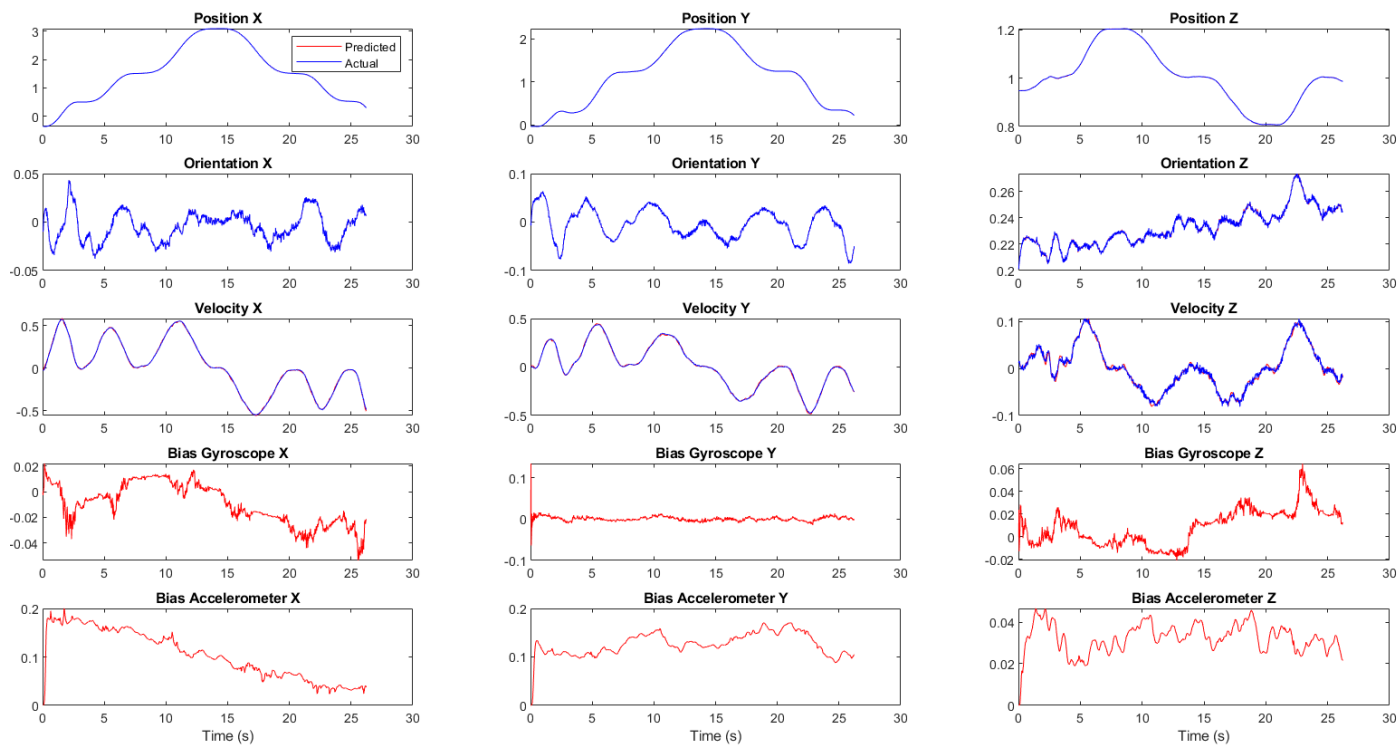 Position X
3
2
1
0
0 5 10 15 20 25 30
Predicted
Actual
Position Y
2
1
0
0 5 10 15 20 25 30
Position Z
1.2
1
0.8
0 5 10 15 20 25 30
Orientation X
0.05
0
-0.05
0 5 10 15 20 25 30
Orientation Y
0.1
0
-0.1
0 5 10 15 20 25 30
Orientation Z
0.26
0.24
0.22
0.2
0 5 10 15 20 25 30
Velocity X
0.5
0
-0.5
0 5 10 15 20 25 30
Velocity Y
0.5
0
-0.5
0 5 10 15 20 25 30
Velocity Z
0.1
0
-0.1
0 5 10 15 20 25 30
Bias Gyroscope X
0.02
0
-0.02
-0.04
0 5 10 15 20 25 30
Bias Gyroscope Y
0.1
0
-0.1
0 5 10 15 20 25 30
Bias Gyroscope Z
0.06
0.04
0.02
0
-0.02
0 5 10 15 20 25 30
Bias Accelerometer X
0.2
0.1
0
0 5 10 15 20 25 30
Time (s)
Bias Accelerometer Y
0.2
0.1
0
0 5 10 15 20 25 30
Time (s)
Bias Accelerometer Z
0.04
0.02
0
0 5 10 15 20 25 30
Time (s)